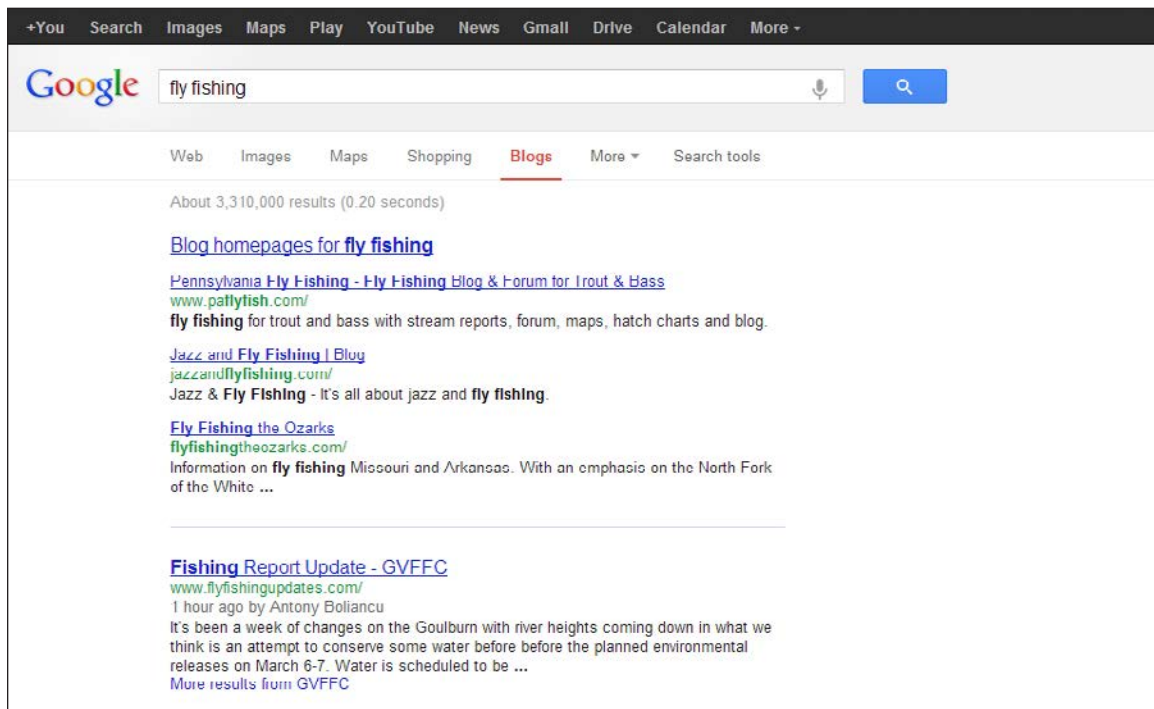 +You Search Images Maps Play YouTube News Gmail Drive Calendar More
Google fly fishing
Web Images Maps Shopping Blogs More Search tools
About 3,310,000 results (0.20 seconds)
Blog homepages for fly fishing
Pennsylvania Fly Fishing - Fly Fishing Blog & Forum for Trout & Bass
www.paflyfish.com/
fly fishing for trout and bass with stream reports, forum, maps, hatch charts and blog.
Jazz and Fly Fishing | Blog
jazzandflyfishing.com/
Jazz & Fly Fishing - It's all about jazz and fly fishing.
Fly Fishing the Ozarks
flyfishingtheozarks.com/
Information on fly fishing Missouri and Arkansas. With an emphasis on the North Fork
of the White ...
Fishing Report Update - GVFFC
www.flyfishingupdates.com/
1 hour ago by Antony Boliancu
It's been a week of changes on the Goulburn with river heights coming down in what we
think is an attempt to conserve some water before before the planned environmental
releases on March 6-7. Water is scheduled to be ...
More results from GVFFC